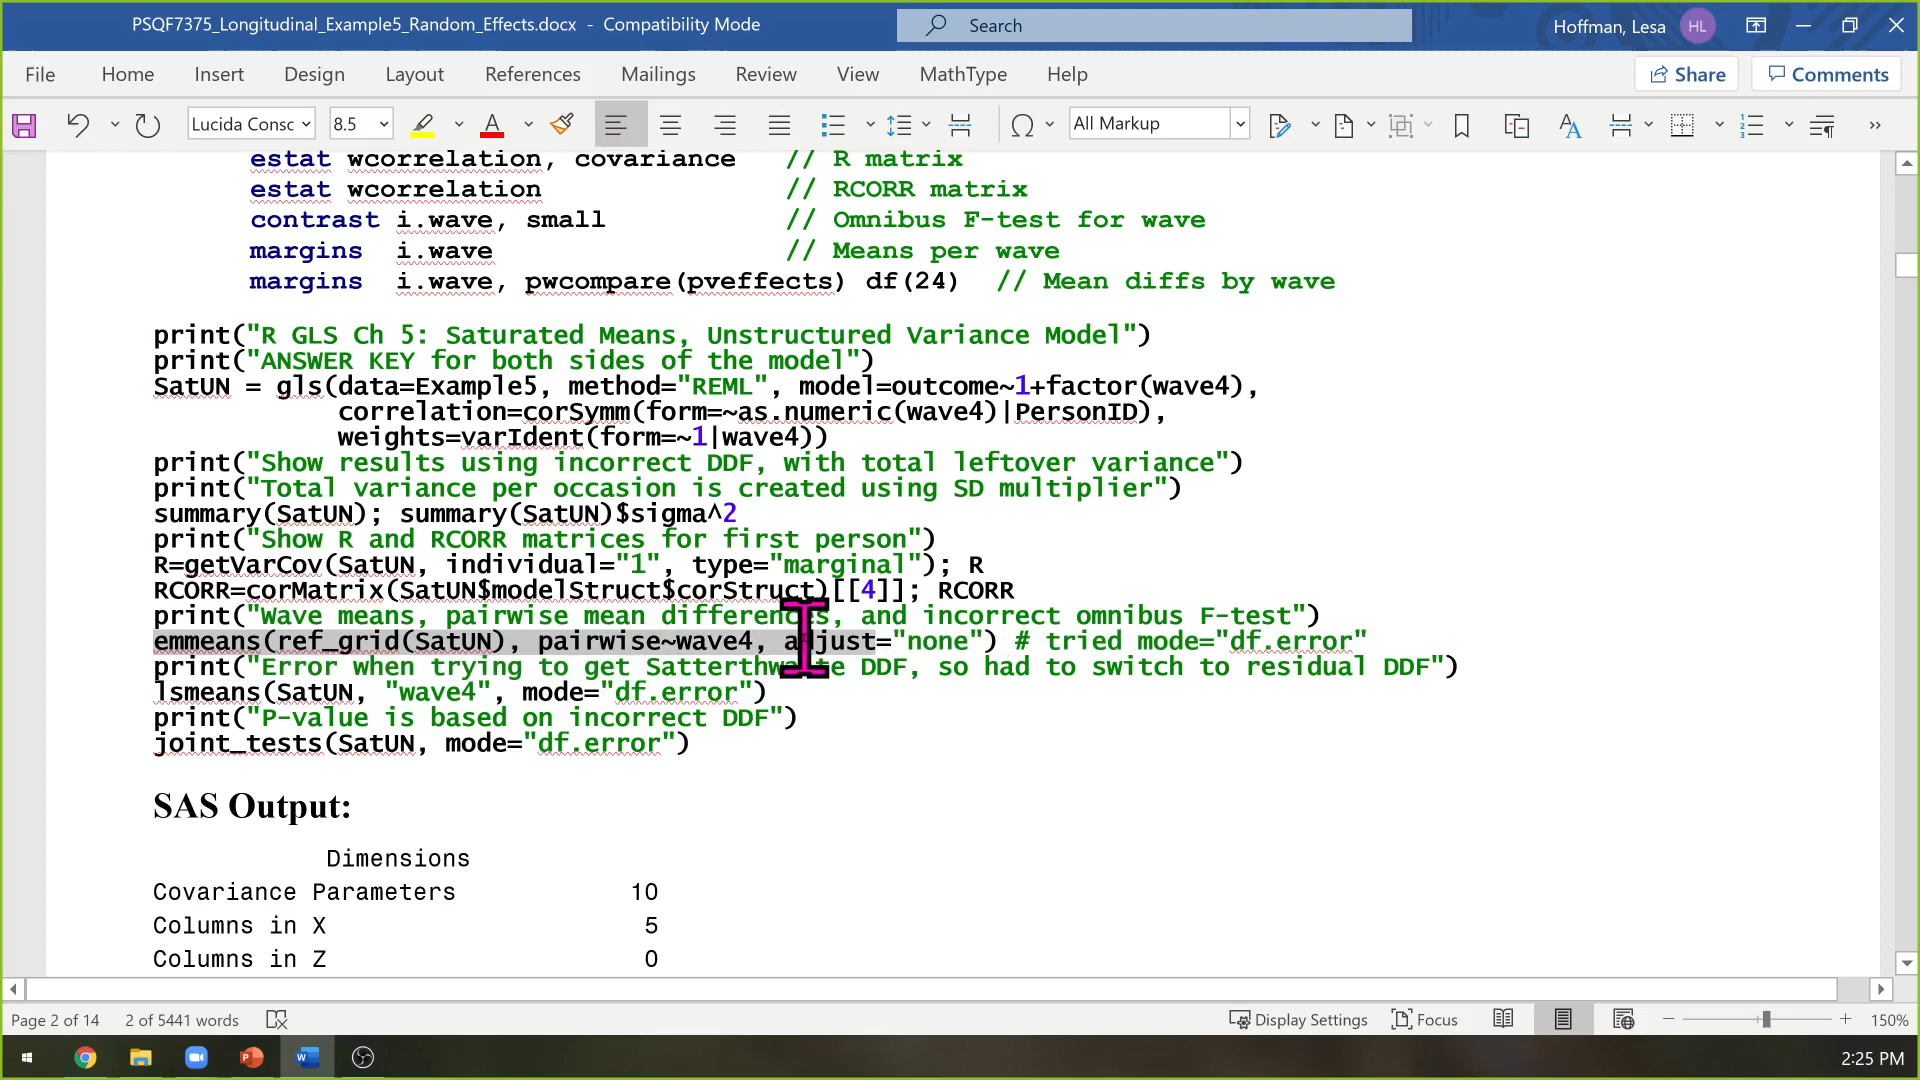 PSQF7375_Longitudinal_Example5_Random_Effects.docx - Compatibility Mode
Search
Hoffman, Lesa
HL
File Home Insert Design Layout References Mailings Review View MathType Help
Share
Comments
Lucida Consc
8.5
All Markup
estat wcorrelation, covariance // R matrix
estat wcorrelation // RCORR matrix
contrast i.wave, small // Omnibus F-test for wave
margins i.wave // Means per wave
margins i.wave, pwcompare(pveffects) df(24) // Mean diffs by wave
print("R GLS Ch 5: Saturated Means, Unstructured Variance Model")
print("ANSWER KEY for both sides of the model")
SatUN = gls(data=Example5, method="REML", model=outcome~1+factor(wave4),
correlation=corSymm(form=~as.numeric(wave4)|PersonID),
weights=varIdent(form=~1|wave4))
print("Show results using incorrect DDF, with total leftover variance")
print("Total variance per occasion is created using SD multiplier")
summary(SatUN); summary(SatUN)$sigma^2
print("Show R and RCORR matrices for first person")
R=getVarCov(SatUN, individual="1", type="marginal"); R
RCORR=corMatrix(SatUN$modelStruct$corStruct)[[4]]; RCORR
print("Wave means, pairwise mean differences, and incorrect omnibus F-test")
emmeans(ref_grid(SatUN), pairwise~wave4, adjust="none") # tried mode="df.error"
print("Error when trying to get Satterthwaite DDF, so had to switch to residual DDF")
lsmeans(SatUN, "wave4", mode="df.error")
print("P-value is based on incorrect DDF")
joint_tests(SatUN, mode="df.error")
SAS Output:
Dimensions
Covariance Parameters 10
Columns in X 5
Columns in Z 0
Page 2 of 14
2 of 5441 words
Display Settings
Focus
150%
2:25 PM